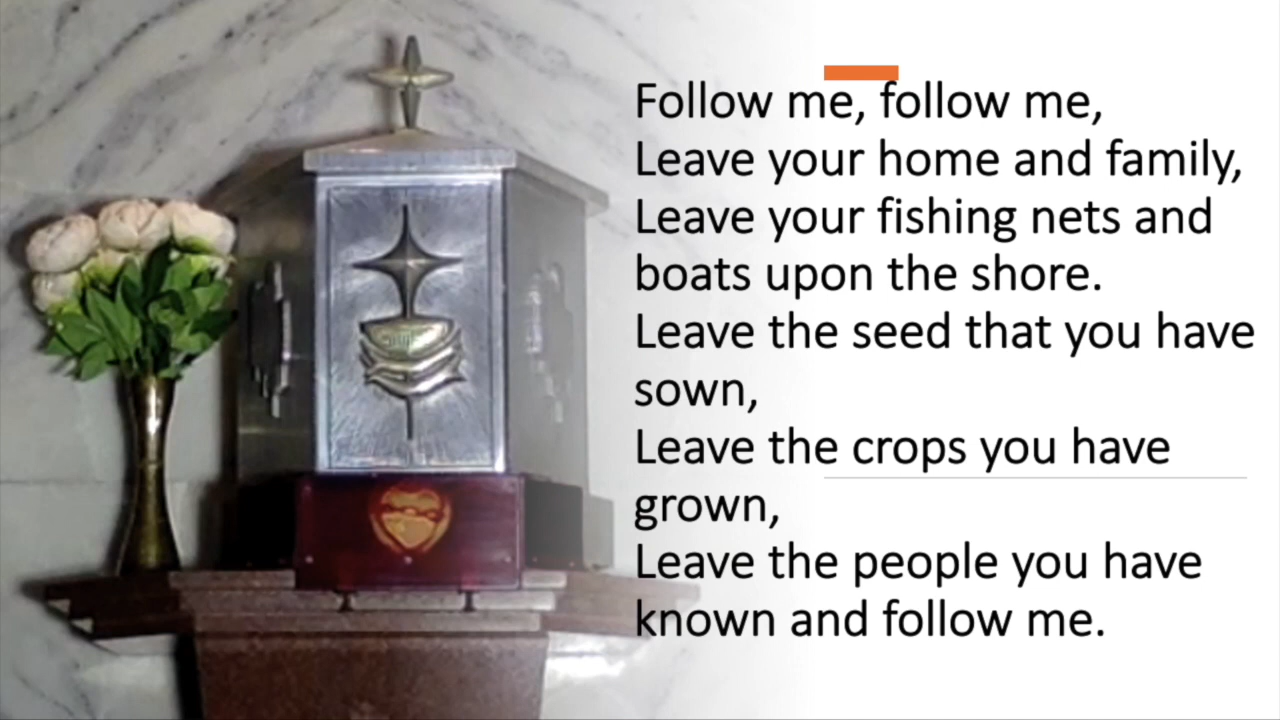 Follow me, follow me,
Leave your home and family,
Leave your fishing nets and
boats upon the shore.
Leave the seed that you have
sown,
Leave the crops you have
grown,
Leave the people you have
known and follow me.